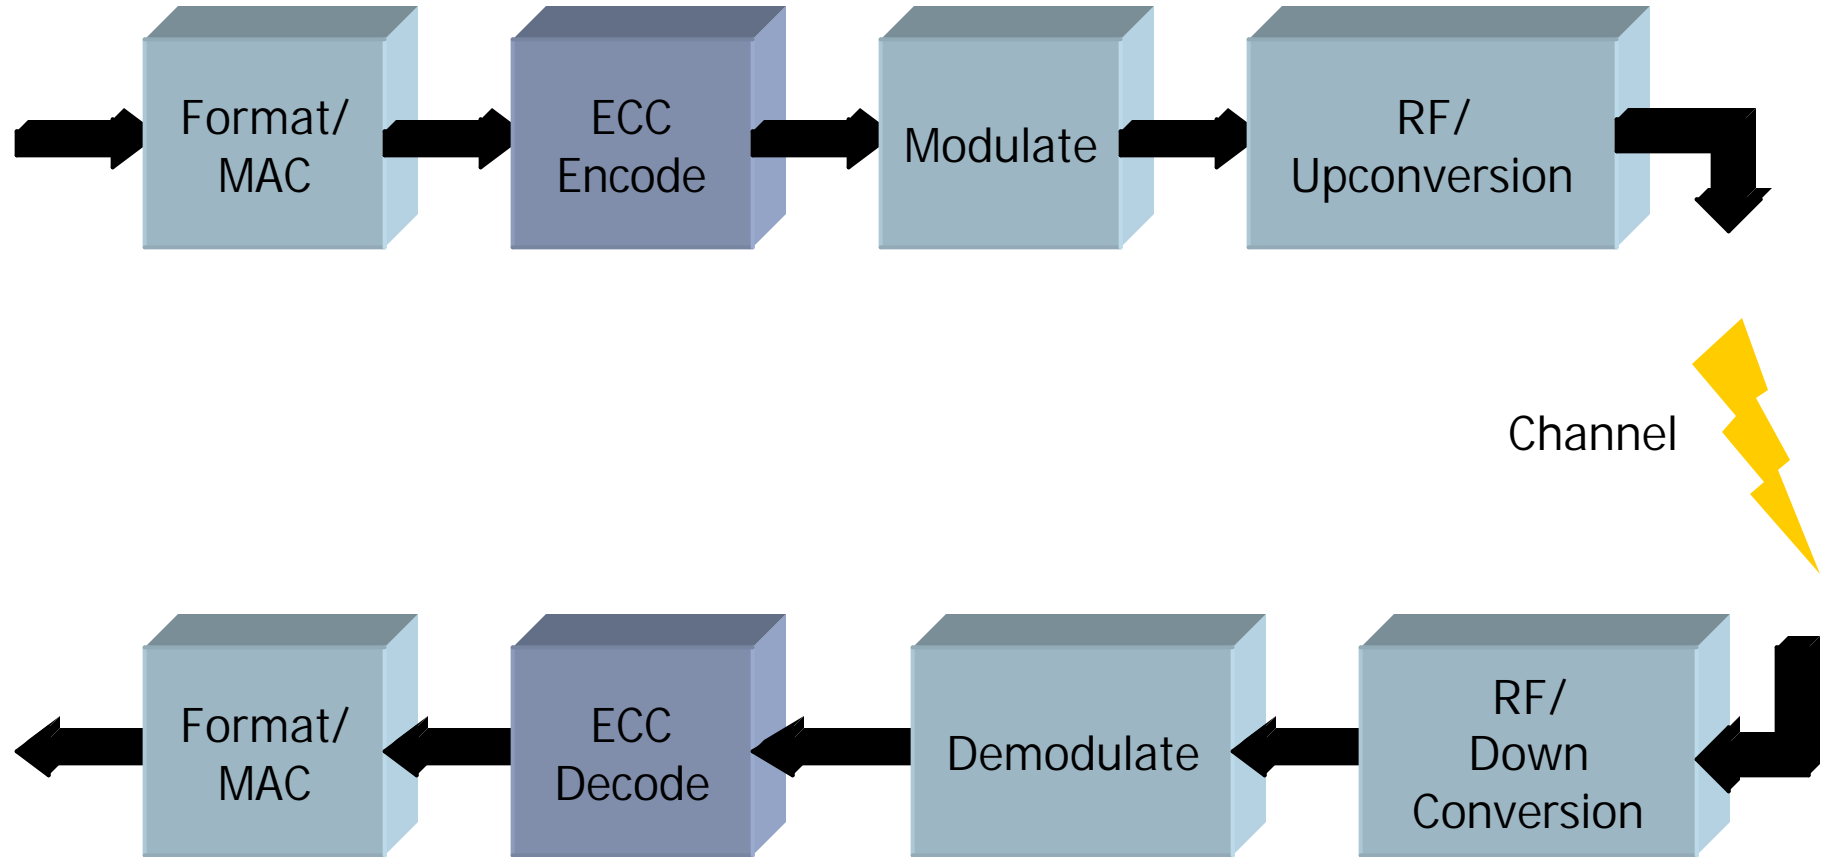 Format/
MAC
ECC
Encode
Modulate
RF/
Upconversion
Channel
Format/
MAC
ECC
Decode
Demodulate
RF/
Down
Conversion